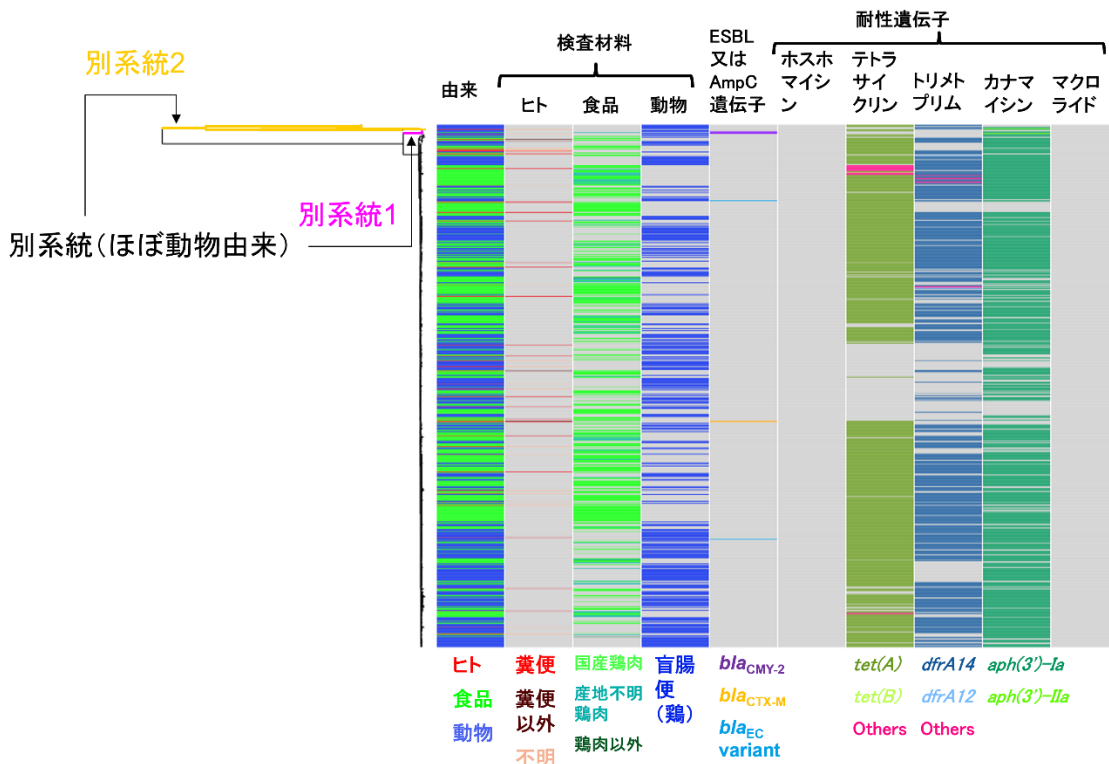 耐性遺伝子
検査材料
由来
ヒト
食品
動物
ESBL
又は
AmpC
遺伝子
ホスホ
マイシ
ン
テトラ
サイ
クリン
トリメト
プリム
カナマ
イシン
マクロ
ライド
別系統2
別系統1
別系統(ほぼ動物由来)
ヒト
食品
動物
糞便
糞便
以外
不明
国産鶏肉
産地不明
鶏肉
鶏肉以外
盲腸
便
(鶏)
blaCMY-2
blaCTX-M
blaEC
variant
tet(A)
tet(B)
Others
dfrA14
dfrA12
Others
aph(3')-Ia
aph(3')-IIa